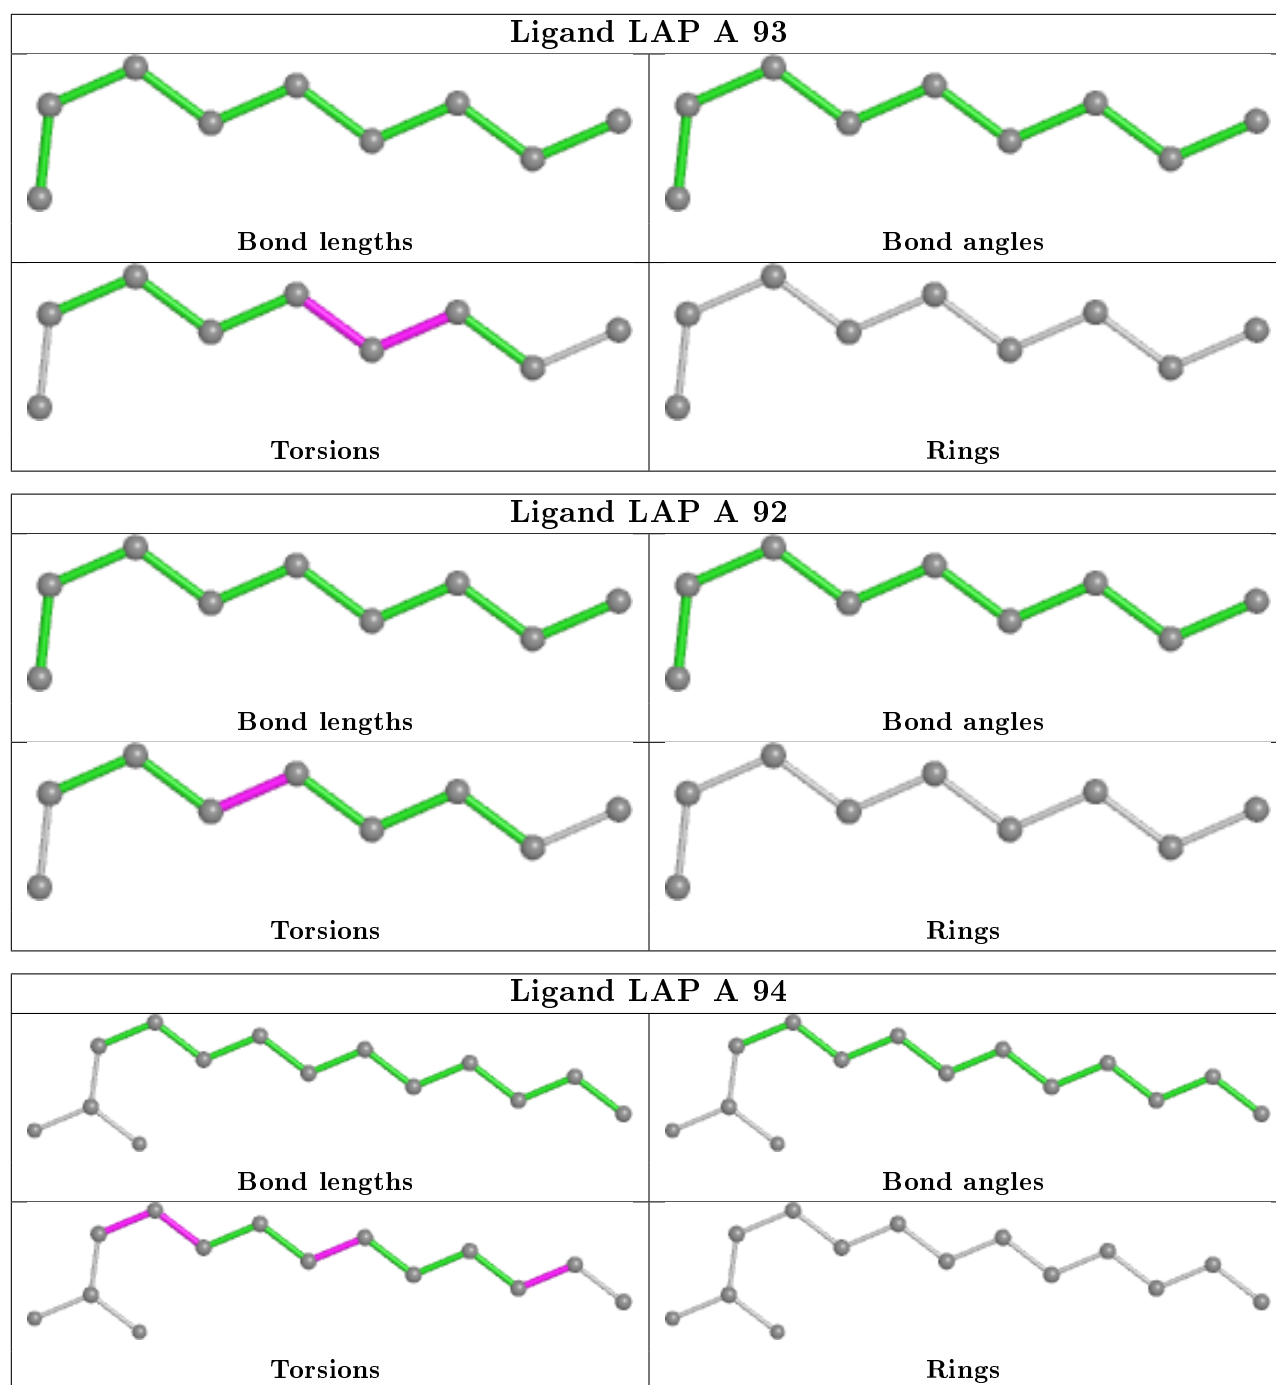 Ligand LAP A 93
Bond lengths
Bond angles
Torsions
Rings
Ligand LAP A 92
Bond lengths
Bond angles
Torsions
Rings
Ligand LAP A 94
Bond lengths
Bond angles
Torsions
Rings